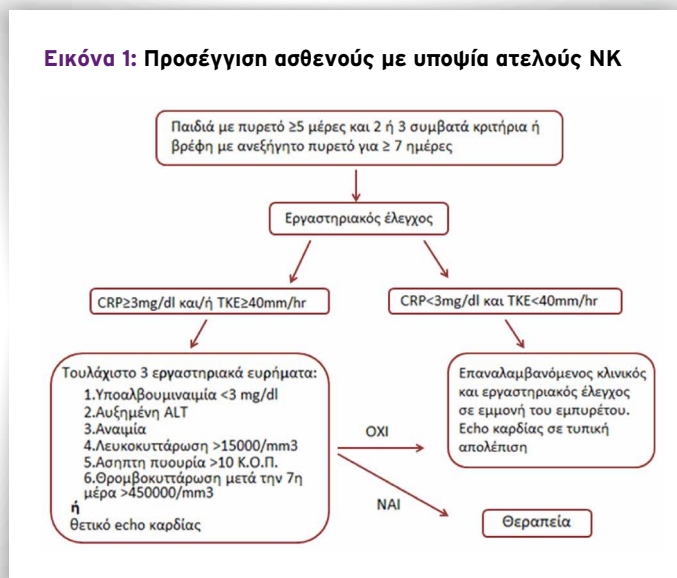 Εικόνα 1: Προσέγγιση ασθενούς με υποψία ατελούς ΝΚ
Παιδιά με πυρετό ≥5 μέρες και 2 ή 3 συμβατά κριτήρια ή
βρέφη με ανεξήγητο πυρετό για ≥ 7 ημέρες
Εργαστηριακός έλεγχος
CRP≥3mg/dl και/ή ΤΚΕ≥40mm/hr
CRP<3mg/dl και ΤΚΕ<40mm/hr
Τουλάχιστο 3 εργαστηριακά ευρήματα:
1.Υποαλβουμιναιμία <3 mg/dl
2.Αυξημένη ALT
3.Αναιμία
4.Λευκοκυττάρωση >15000/mm3
5.Ασηπτη πυουρία >10 Κ.Ο.Π.
6.Θρομβοκυττάρωση μετά την 7η
μέρα >450000/mm3
ή
θετικό echo καρδίας
ΟΧΙ
ΝΑΙ
Επαναλαμβανόμενος κλινικός
και εργαστηριακός έλεγχος
σε εμμονή του εμπυρέτου.
Echo καρδίας σε τυπική
απολέπιση
Θεραπεία